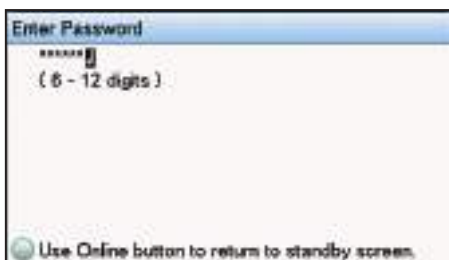 Enter Password
******
( 6 - 12 digits )
Use Online button to return to standby screen.